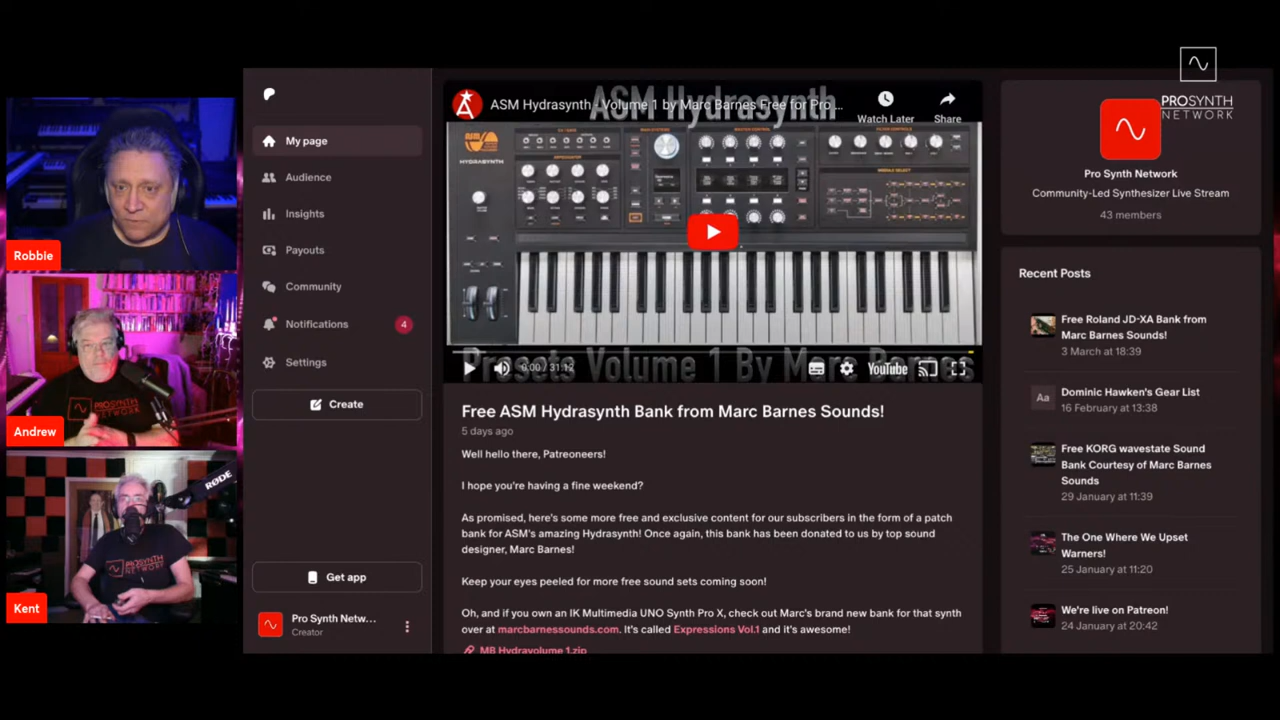 Robbie
PROSYNTH
NETWORK
Andrew
RØDE
PROSYNTH
NETWORK
Kent
My page
Audience
Insights
Payouts
Community
Notifications
4
Settings
Create
Get app
Pro Synth Netw...
Creator
ASM Hydrasynth - Volume 1 by Marc Barnes Free for Pro ...
ASM Hydrasynth
Watch Later
Share
HYDRASYNTH
Presets Volume 1 By Marc Barnes
0:00 / 31:12
YouTube
Free ASM Hydrasynth Bank from Marc Barnes Sounds!
5 days ago
Well hello there, Patreoneers!
I hope you're having a fine weekend?
As promised, here's some more free and exclusive content for our subscribers in the form of a patch
bank for ASM's amazing Hydrasynth! Once again, this bank has been donated to us by top sound
designer, Marc Barnes!
Keep your eyes peeled for more free sound sets coming soon!
Oh, and if you own an IK Multimedia UNO Synth Pro X, check out Marc's brand new bank for that synth
over at marcbarnessounds.com. It's called Expressions Vol.1 and it's awesome!
MB Hydravolume 1.zip
PROSYNTH
NETWORK
Pro Synth Network
Community-Led Synthesizer Live Stream
43 members
Recent Posts
Free Roland JD-XA Bank from
Marc Barnes Sounds!
3 March at 18:39
Aa
Dominic Hawken's Gear List
16 February at 13:38
Free KORG wavestate Sound
Bank Courtesy of Marc Barnes
Sounds
29 January at 11:39
The One Where We Upset
Warners!
25 January at 11:20
We're live on Patreon!
24 January at 20:42